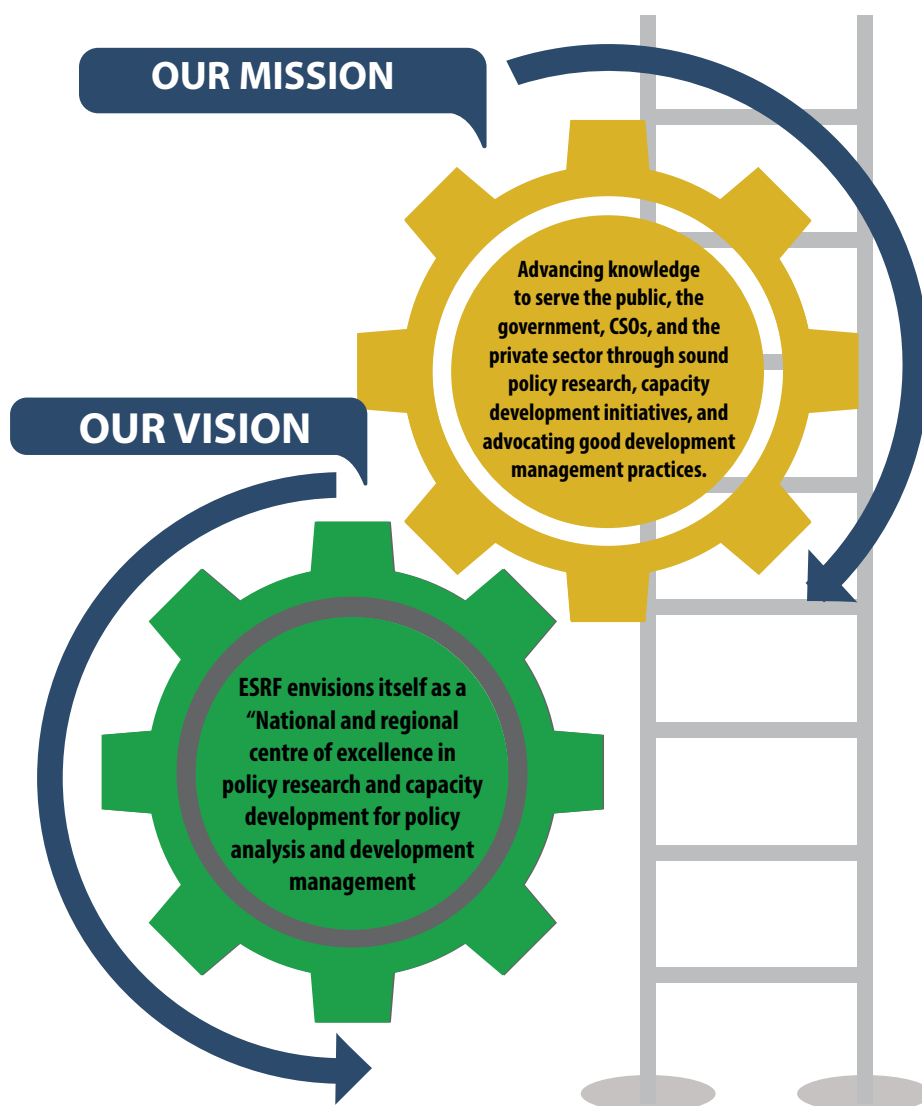 OUR MISSION
Advancing knowledge
to serve the public, the
government, CSOs, and the
private sector through sound
policy research, capacity
development initiatives, and
advocating good development
management practices.
OUR VISION
ESRF envisions itself as a
“National and regional
centre of excellence in
policy research and capacity
development for policy
analysis and development
management